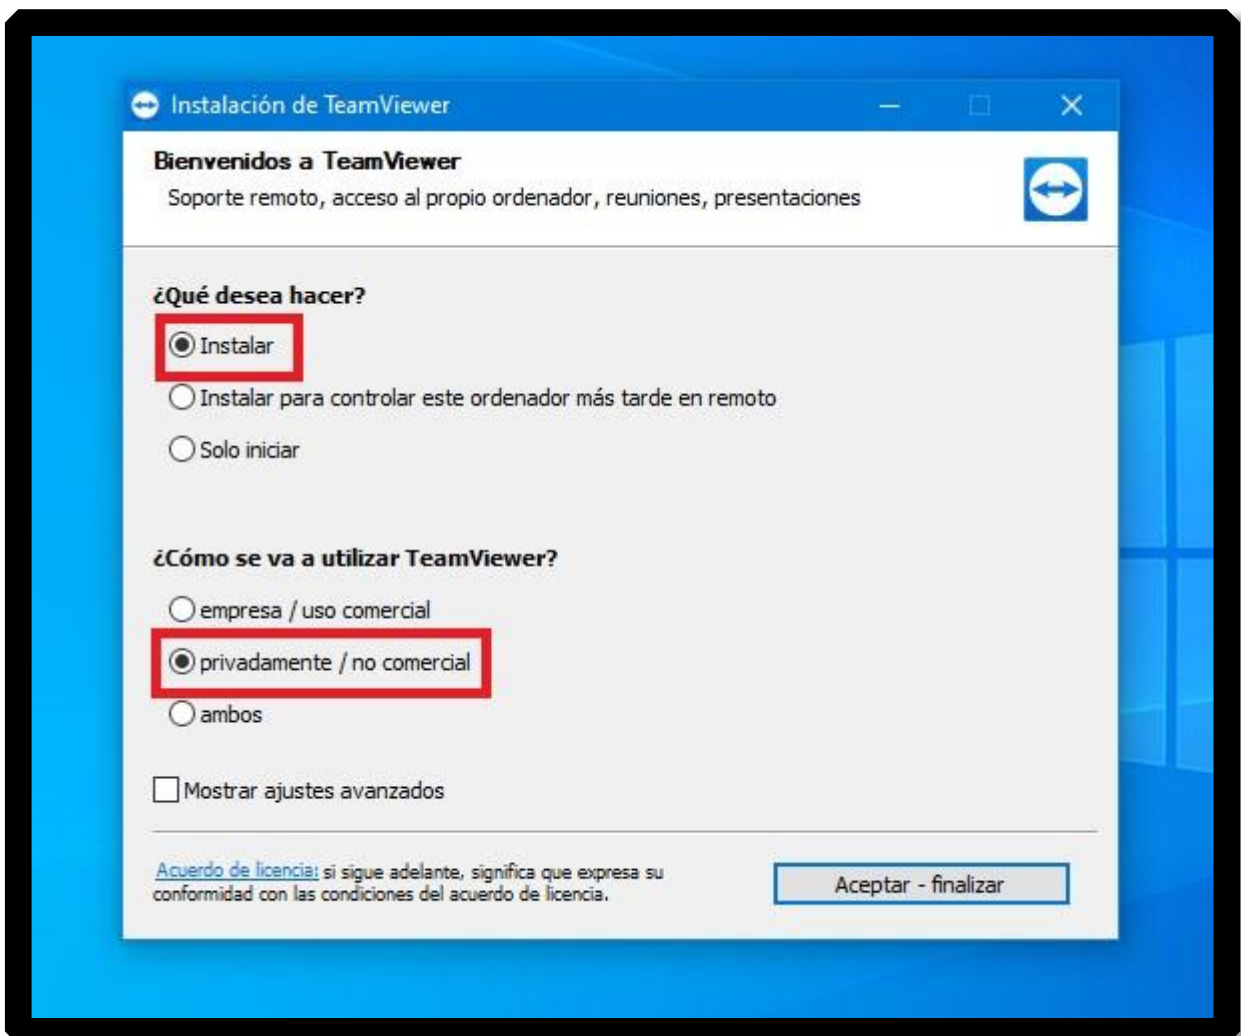 Instalación de TeamViewer
Bienvenidos a TeamViewer
Soporte remoto, acceso al propio ordenador, reuniones, presentaciones
¿Qué desea hacer?
Instalar
Instalar para controlar este ordenador más tarde en remoto
Solo iniciar
¿Cómo se va a utilizar TeamViewer?
empresa / uso comercial
privadamente / no comercial
ambos
Mostrar ajustes avanzados
Acuerdo de licencia: si sigue adelante, significa que expresa su
conformidad con las condiciones del acuerdo de licencia.
Aceptar - finalizar